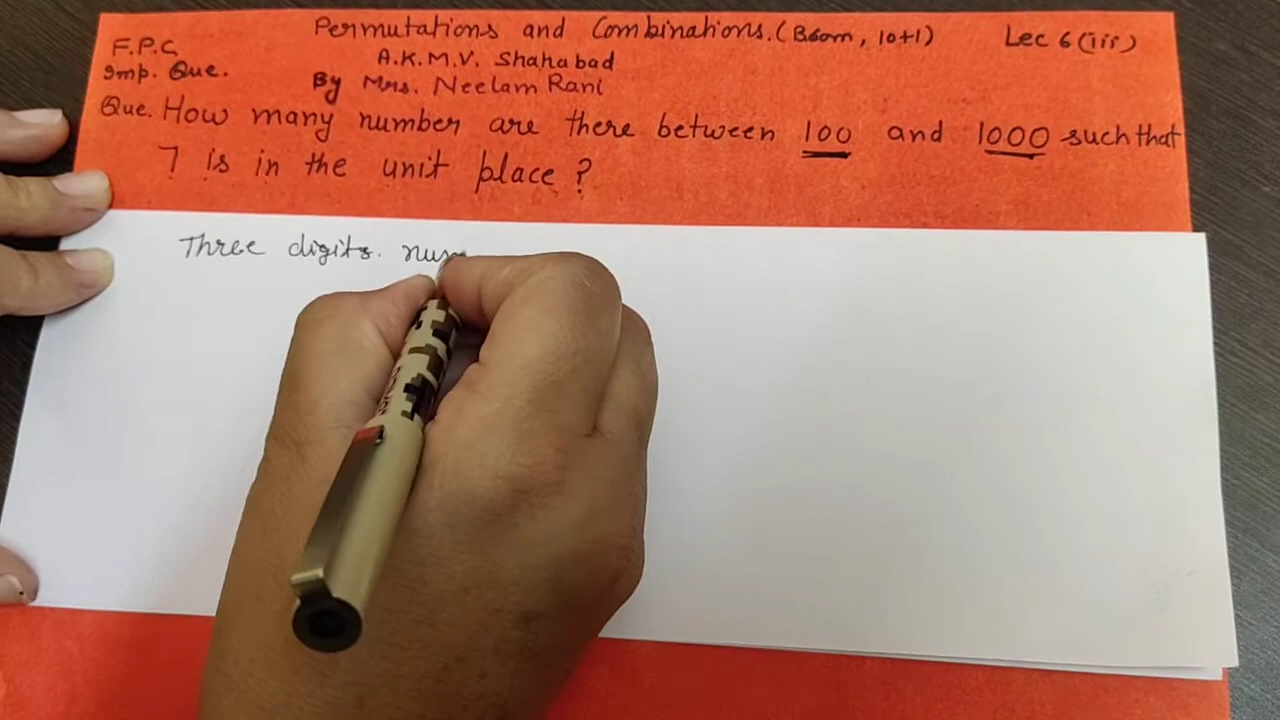 Permutations and Combinations. (Bcom, 10+1) Lec 6 (iii)
F.P.C
A.K.M.V. Shahabad
Imp. Que.
By Mrs. Neelam Rani
Que. How many number are there between 100 and 1000 such that
7 is in the unit place ?
Three digits.